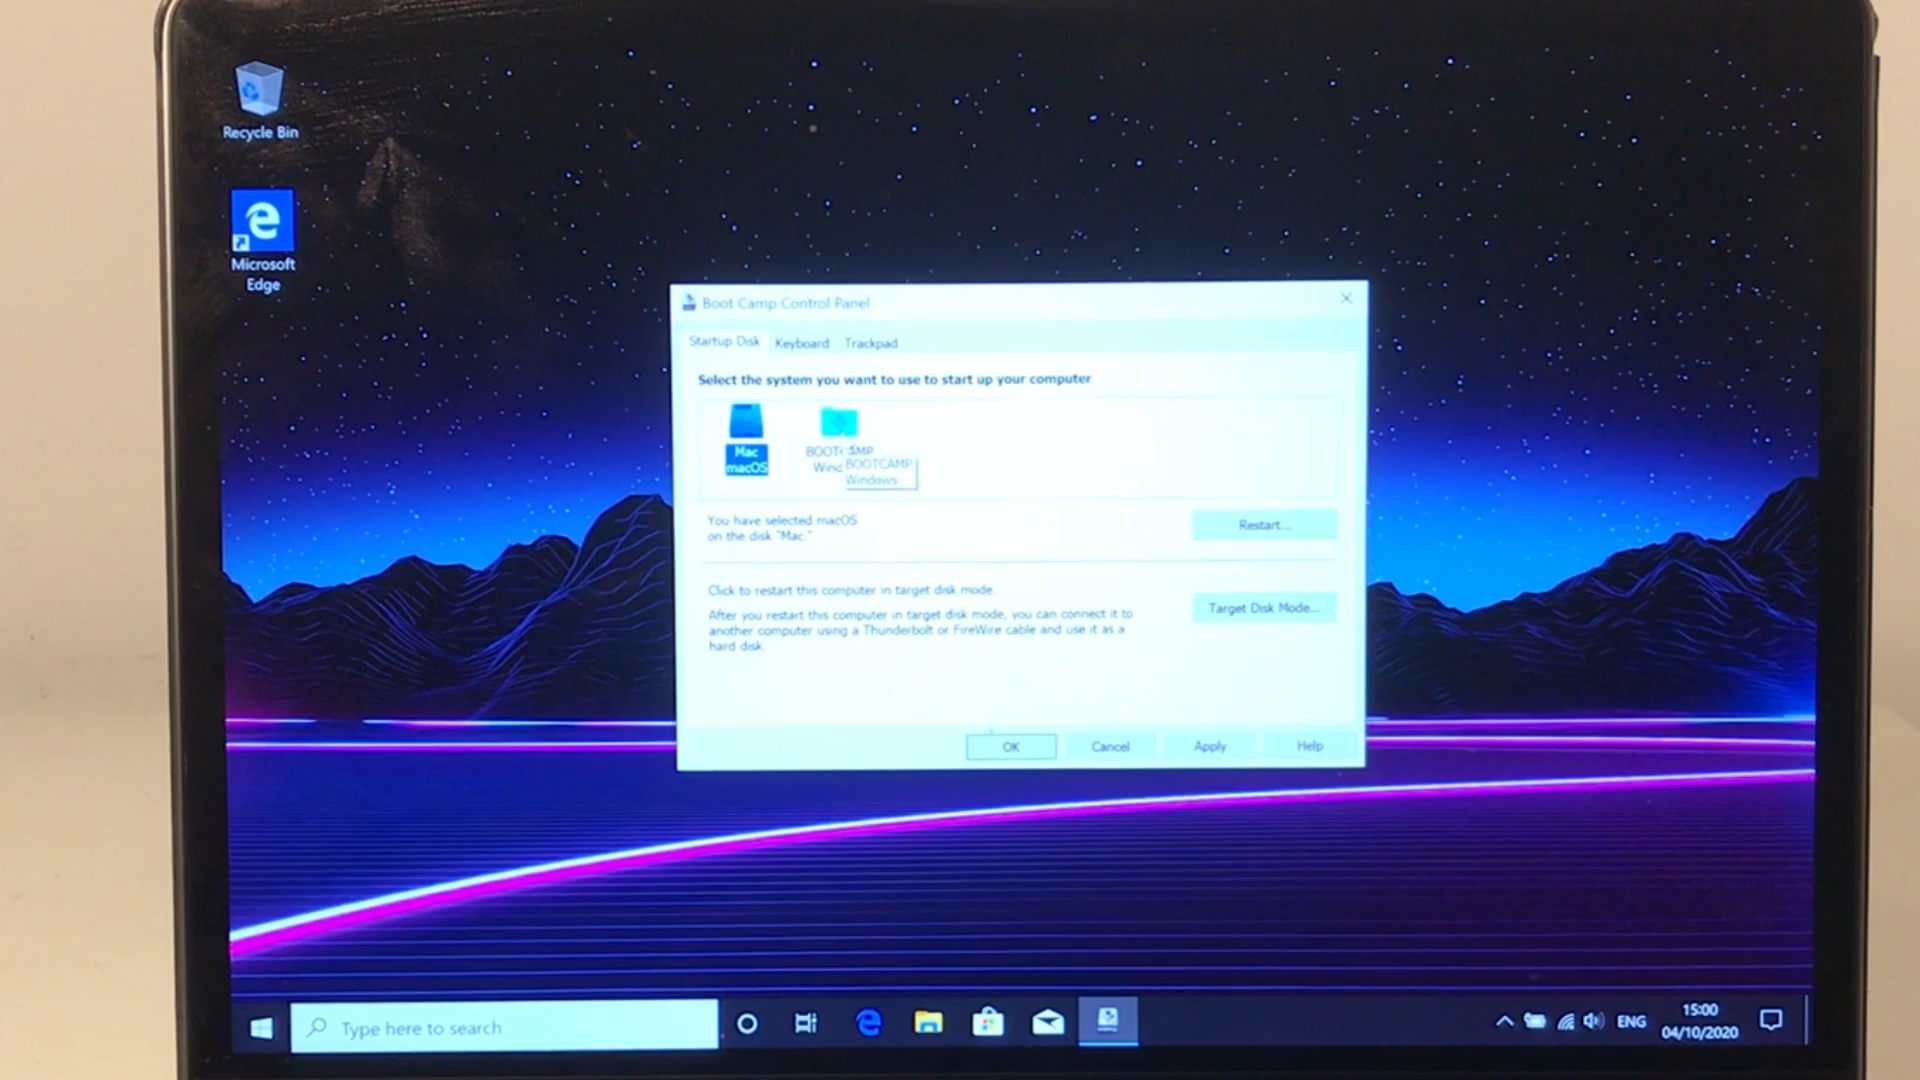 Recycle Bin
Microsoft
Edge
Boot Camp Control Panel
Startup Disk
Keyboard
Trackpad
Select the system you want to use to start up your computer
Mac
macOS
BOOTCAMP
Windows
You have selected macOS
on the disk "Mac."
Restart...
Click to restart this computer in target disk mode.
After you restart this computer in target disk mode, you can connect it to
another computer using a Thunderbolt or FireWire cable and use it as a
hard disk.
Target Disk Mode...
OK
Cancel
Apply
Help
Type here to search
ENG
15:00
04/10/2020